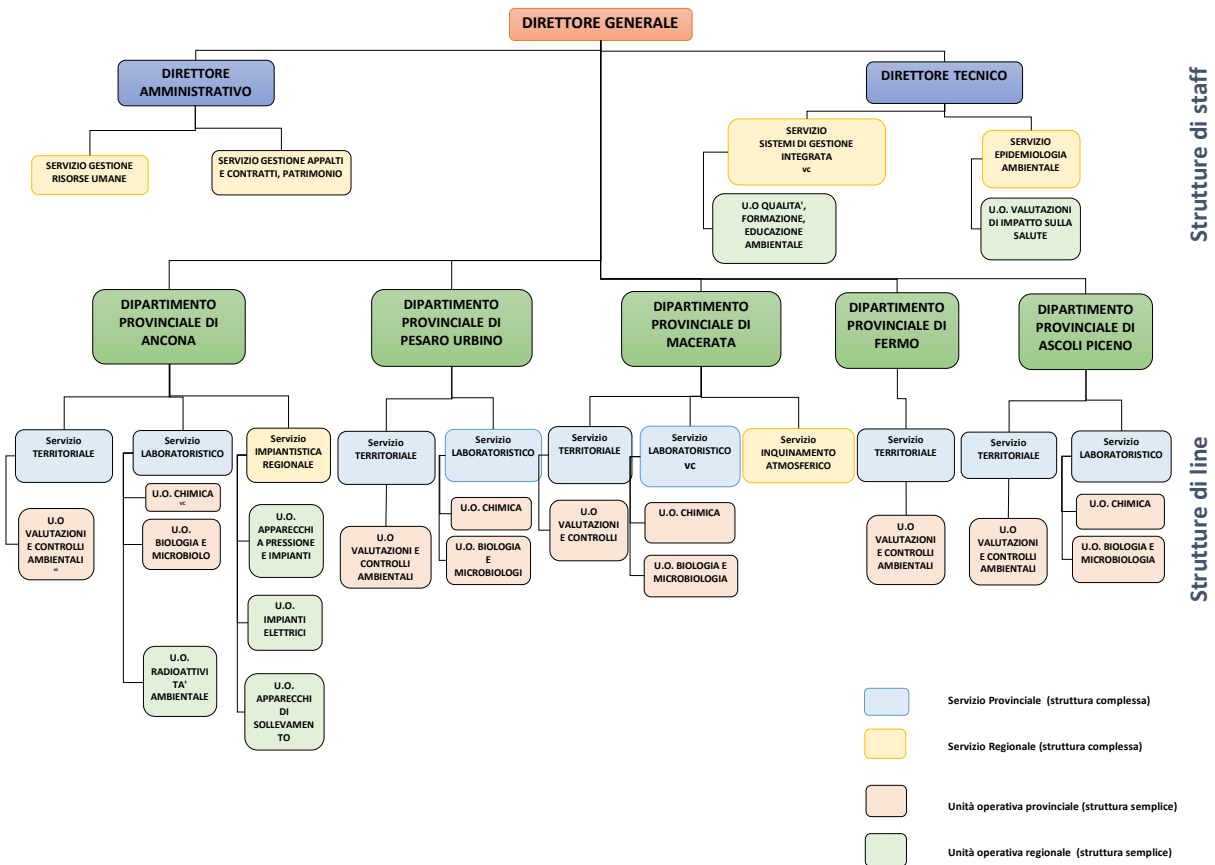 DIRETTORE GENERALE
DIRETTORE
AMMINISTRATIVO
DIRETTORE TECNICO
SERVIZIO GESTIONE
RISORSE UMANE
SERVIZIO GESTIONE APPALTI
E CONTRATTI, PATRIMONIO
SERVIZIO
SISTEMI DI GESTIONE
INTEGRATA
vc
SERVIZIO
EPIDEMIOLOGIA
AMBIENTALE
U.O QUALITA',
FORMAZIONE,
EDUCAZIONE
AMBIENTALE
U.O. VALUTAZIONI
DI IMPATTO SULLA
SALUTE
Strutture di staff
DIPARTIMENTO
PROVINCIALE DI
ANCONA
DIPARTIMENTO
PROVINCIALE DI
PESARO URBINO
DIPARTIMENTO
PROVINCIALE DI
MACERATA
DIPARTIMENTO
PROVINCIALE DI
FERMO
DIPARTIMENTO
PROVINCIALE DI
ASCOLI PICENO
Servizio
TERRITORIALE
Servizio
LABORATORISTICO
Servizio
IMPIANTISTICA
REGIONALE
Servizio
TERRITORIALE
Servizio
LABORATORISTICO
Servizio
TERRITORIALE
Servizio
LABORATORISTICO
vc
Servizio
INQUINAMENTO
ATMOSFERICO
Servizio
TERRITORIALE
Servizio
TERRITORIALE
Servizio
LABORATORISTICO
U.O
VALUTAZIONI
E CONTROLLI
AMBIENTALI
vc
U.O. CHIMICA
vc
U.O.
BIOLOGIA E
MICROBIOLO
U.O.
RADIOATTIVI
TA'
AMBIENTALE
U.O.
APPARECCHI
A PRESSIONE
E IMPIANTI
U.O.
IMPIANTI
ELETTRICI
U.O.
APPARECCHI
DI
SOLLEVAMEN
TO
U.O
VALUTAZIONI E
CONTROLLI
AMBIENTALI
U.O. CHIMICA
U.O. BIOLOGIA
E
MICROBIOLOGI
U.O
VALUTAZIONI
E CONTROLLI
U.O. CHIMICA
U.O. BIOLOGIA E
MICROBIOLOGIA
U.O
VALUTAZIONI
E CONTROLLI
AMBIENTALI
U.O
VALUTAZIONI
E CONTROLLI
AMBIENTALI
U.O. CHIMICA
U.O. BIOLOGIA E
MICROBIOLOGIA
Strutture di line
Servizio Provinciale (struttura complessa)
Servizio Regionale (struttura complessa)
Unità operativa provinciale (struttura semplice)
Unità operativa regionale (struttura semplice)